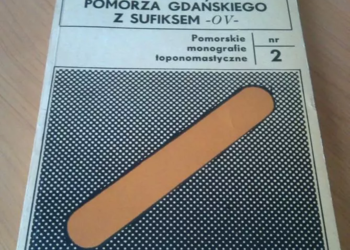 POMORZA GDAŃSKIEGO
Z SUFIKSEM -OV-
Pomorskie
monografie
toponomastyczne
nr
2